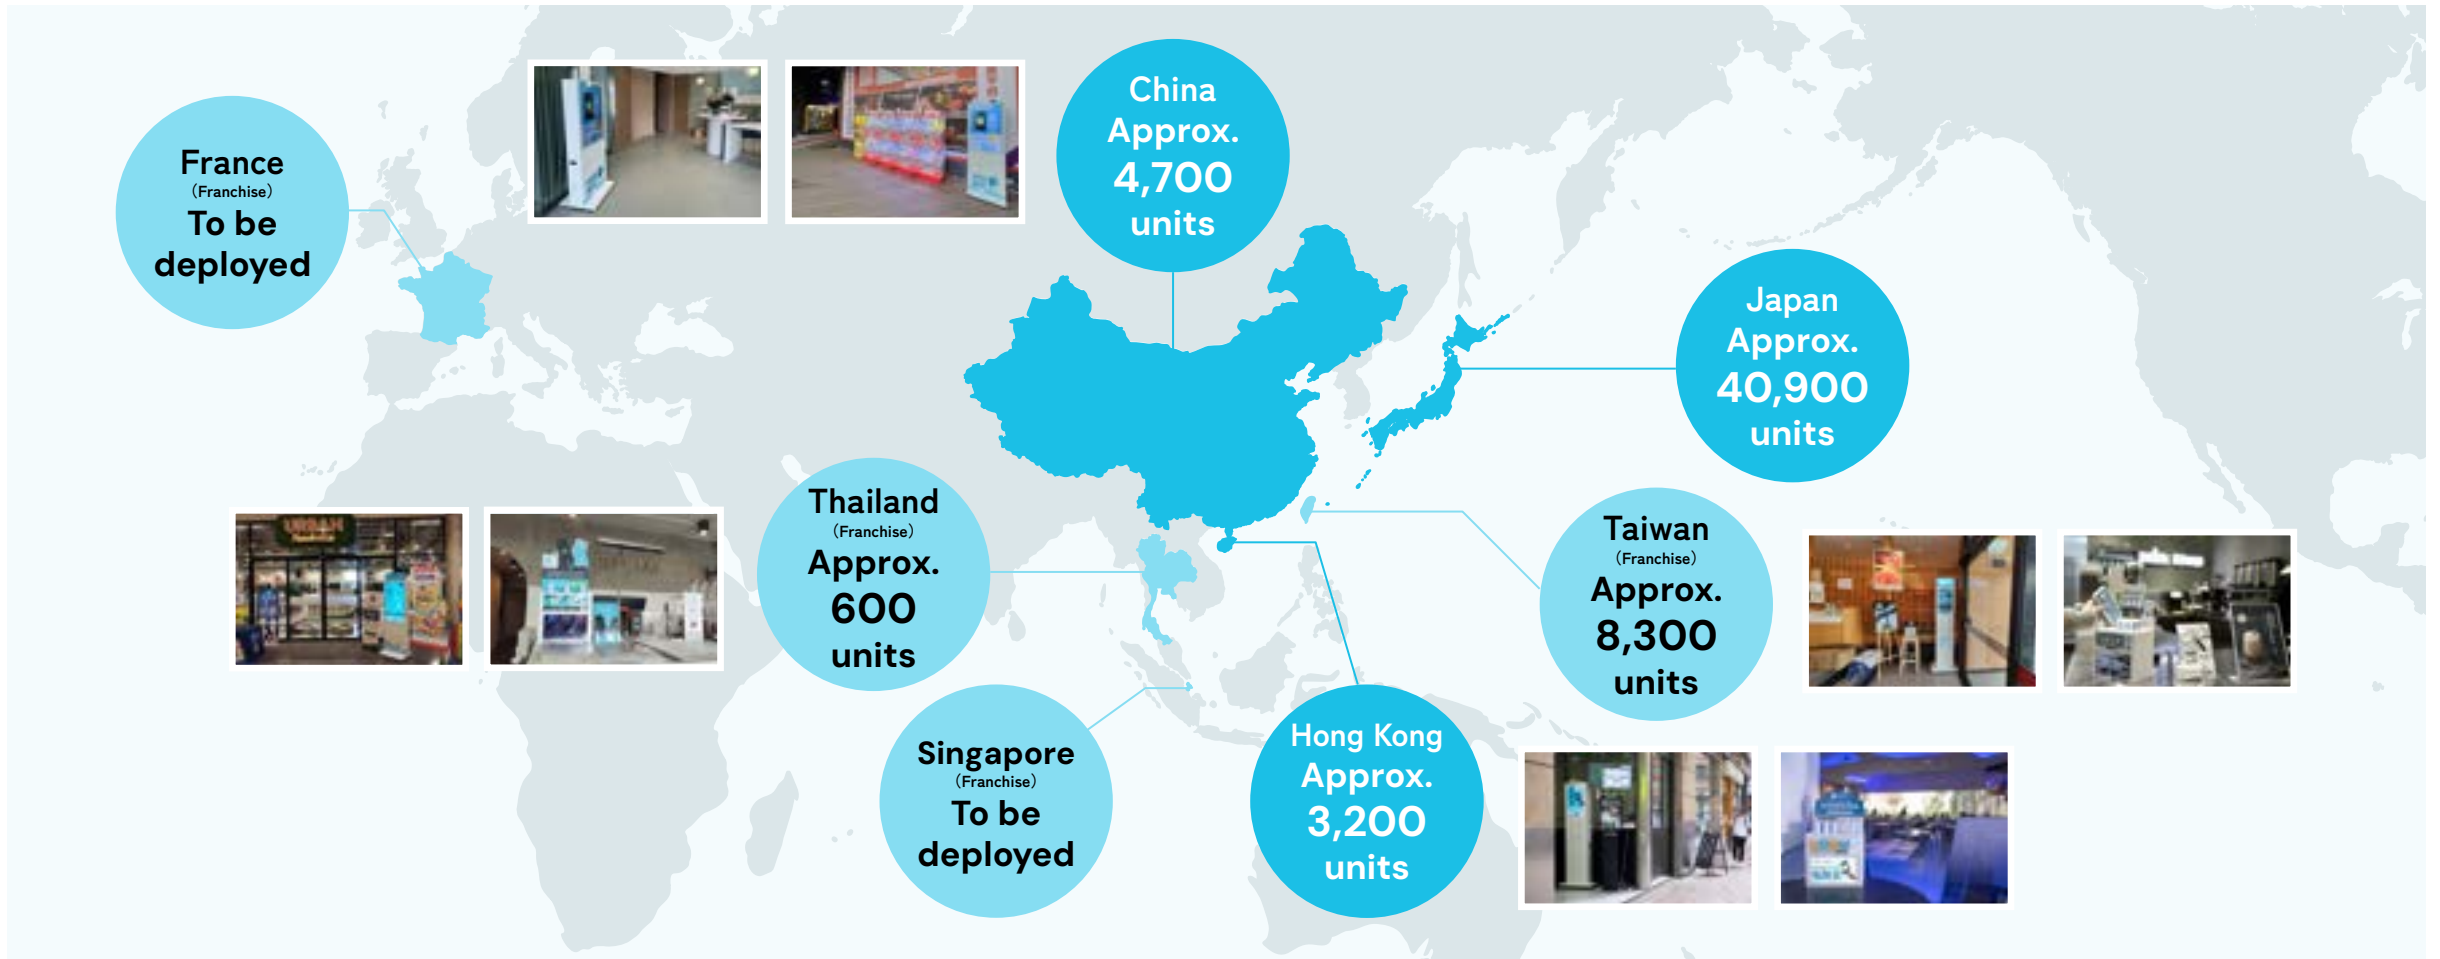 France
(Franchise)
To be
deployed
China
Approx.
4,700
units
Japan
Approx.
40,900
units
Thailand
(Franchise)
Approx.
600
units
Taiwan
(Franchise)
Approx.
8,300
units
Singapore
(Franchise)
To be
deployed
Hong Kong
Approx.
3,200
units
URBAN